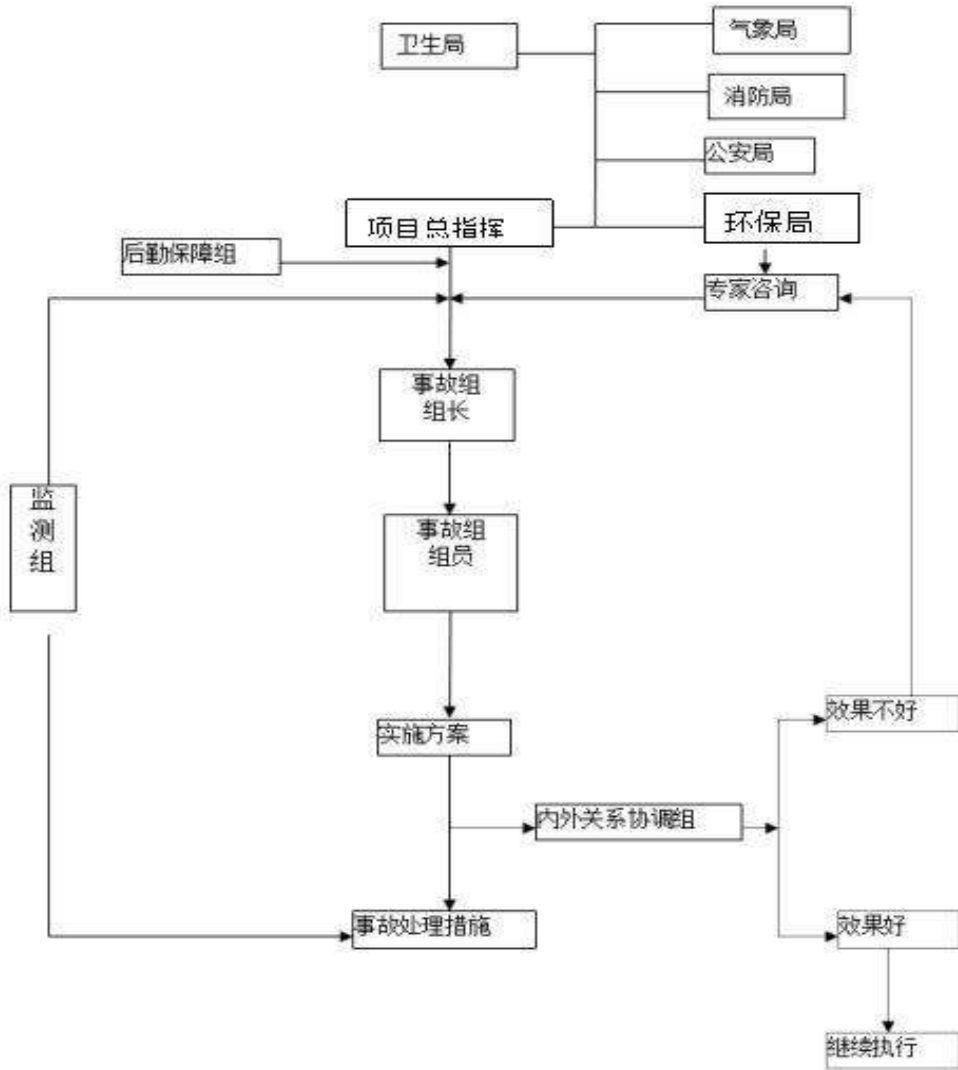 卫生局
气象局
消防局
公安局
项目总指挥
环保局
后勤保障组
专家咨询
事故组
组长
监
测
组
事故组
组员
效果不好
实施方案
内外关系协调组
事故处理措施
效果好
继续执行